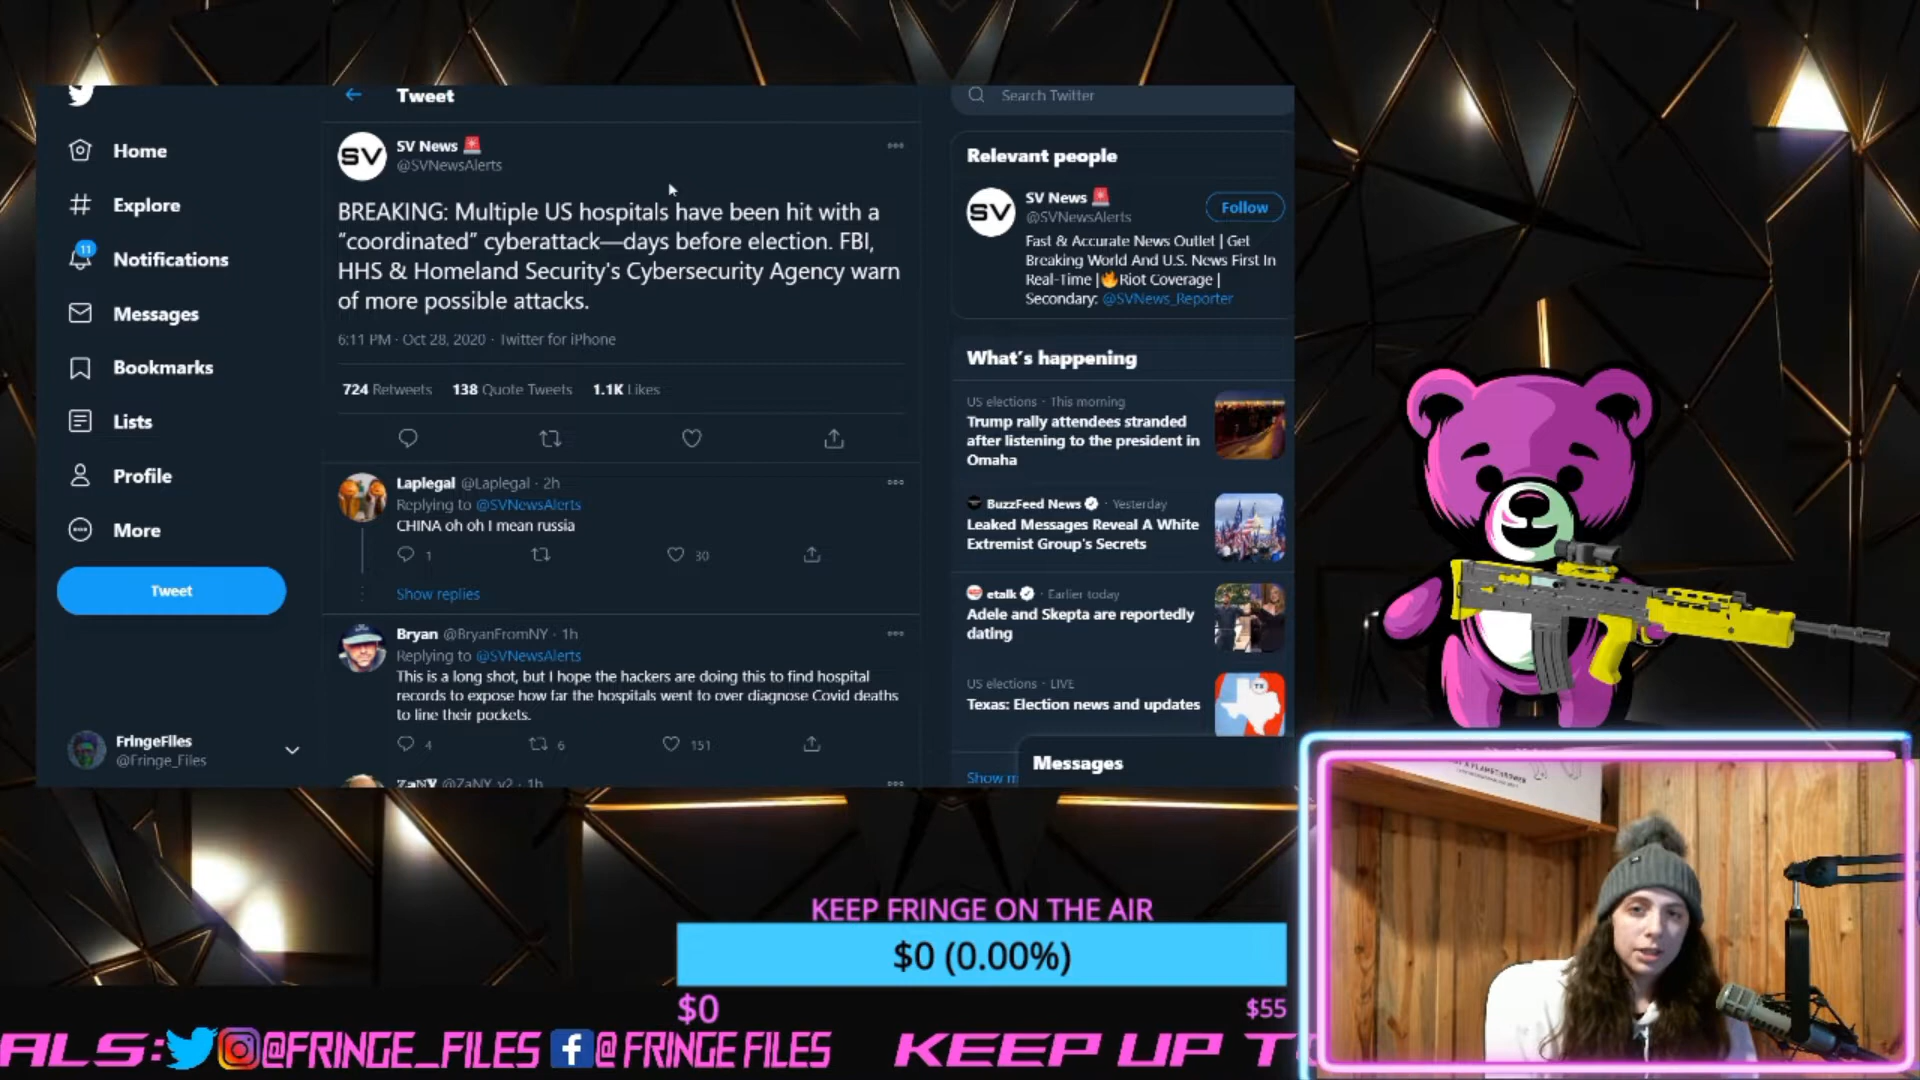 Tweet
Search Twitter
Home
Explore
11
Notifications
Messages
Bookmarks
Lists
Profile
More
Tweet
FringeFiles
@Fringe_Files
SV
SV News
@SVNewsAlerts
BREAKING: Multiple US hospitals have been hit with a
"coordinated" cyberattack—days before election. FBI,
HHS & Homeland Security's Cybersecurity Agency warn
of more possible attacks.
6:11 PM · Oct 28, 2020 · Twitter for iPhone
724 Retweets 138 Quote Tweets 1.1K Likes
Laplegal @Laplegal · 2h
Replying to @SVNewsAlerts
CHINA oh oh I mean russia
1 30
Show replies
Bryan @BryanFromNY · 1h
Replying to @SVNewsAlerts
This is a long shot, but I hope the hackers are doing this to find hospital
records to expose how far the hospitals went to over diagnose Covid deaths
to line their pockets.
4 6 151
ZaNY @ZaNY_v2 · 1h
Relevant people
SV
SV News
@SVNewsAlerts
Follow
Fast & Accurate News Outlet | Get
Breaking World And U.S. News First In
Real-Time |🔥Riot Coverage |
Secondary: @SVNews_Reporter
What's happening
US elections · This morning
Trump rally attendees stranded
after listening to the president in
Omaha
BuzzFeed News · Yesterday
Leaked Messages Reveal A White
Extremist Group's Secrets
etalk · Earlier today
Adele and Skepta are reportedly
dating
US elections · LIVE
Texas: Election news and updates
Show
Messages
KEEP FRINGE ON THE AIR
$0 (0.00%)
$0 $55
ALS: @FRINGE_FILES @FRINGE FILES KEEP UP T